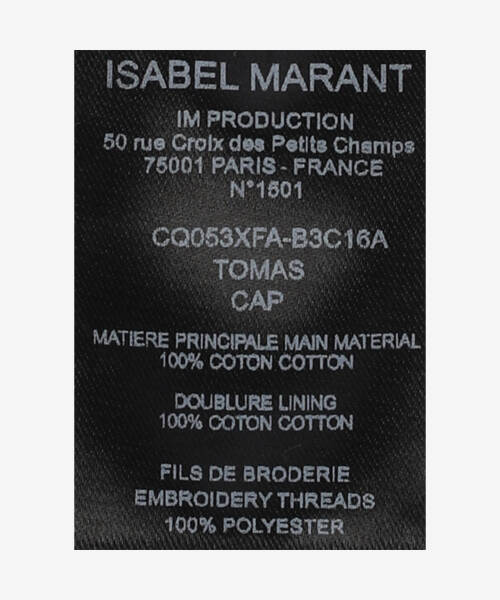 ISABEL MARANT
IM PRODUCTION
50 rue Croix des Petits Champs
75001 PARIS - FRANCE
N°1501
CQ053XFA-B3C16A
TOMAS
CAP
MATIERE PRINCIPALE MAIN MATERIAL
100% COTON COTTON
DOUBLURE LINING
100% COTON COTTON
FILS DE BRODERIE
EMBROIDERY THREADS
100% POLYESTER